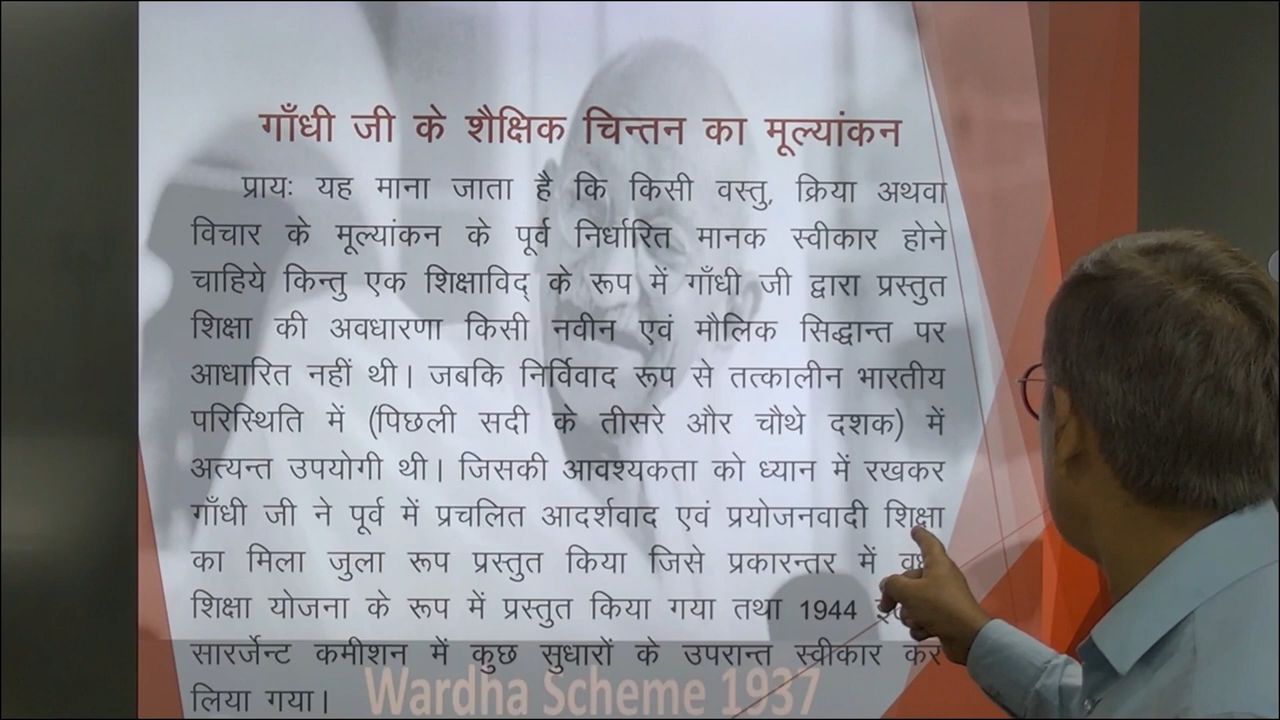 गाँधी जी के शैक्षिक चिन्तन का मूल्यांकन
प्रायः यह माना जाता है कि किसी वस्तु, क्रिया अथवा
विचार के मूल्यांकन के पूर्व निर्धारित मानक स्वीकार होने
चाहिये किन्तु एक शिक्षाविद् के रूप में गाँधी जी द्वारा प्रस्तुत
शिक्षा की अवधारणा किसी नवीन एवं मौलिक सिद्धान्त पर
आधारित नहीं थी। जबकि निर्विवाद रूप से तत्कालीन भारतीय
परिस्थिति में (पिछली सदी के तीसरे और चौथे दशक) में
अत्यन्त उपयोगी थी। जिसकी आवश्यकता को ध्यान में रखकर
गाँधी जी ने पूर्व में प्रचलित आदर्शवाद एवं प्रयोजनवादी शिक्षा
का मिला जुला रूप प्रस्तुत किया जिसे प्रकारन्तर में
शिक्षा योजना के रूप में प्रस्तुत किया गया तथा 1944
सारर्जेन्ट कमीशन में कुछ सुधारों के उपरान्त स्वीकार कर
लिया गया।
Wardha Scheme 1937